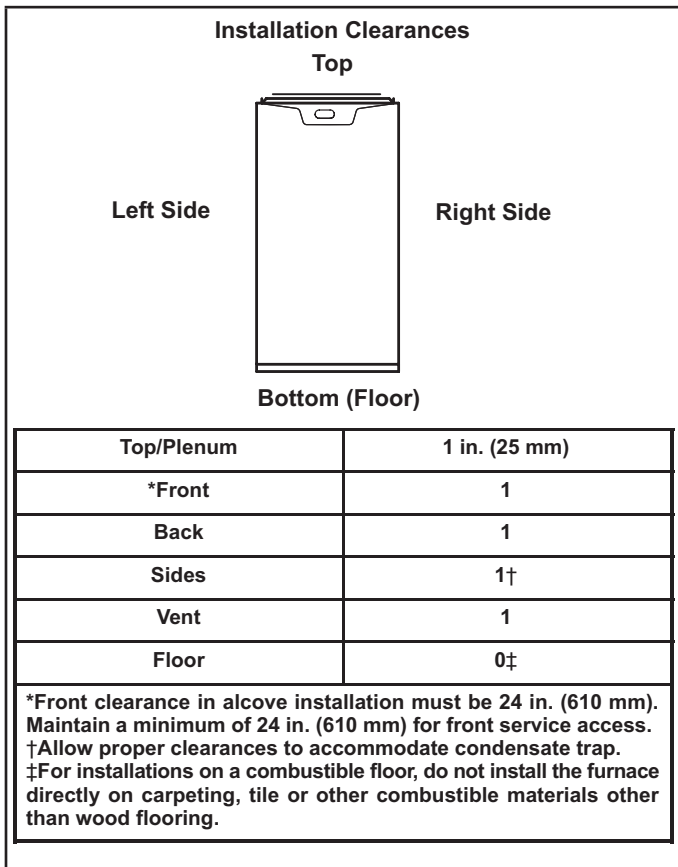 Installation Clearances
Top
Left Side
Right Side
Bottom (Floor)
Top/Plenum 1 in. (25 mm)
*Front 1
Back 1
Sides 1†
Vent 1
Floor 0‡
*Front clearance in alcove installation must be 24 in. (610 mm).
Maintain a minimum of 24 in. (610 mm) for front service access.
†Allow proper clearances to accommodate condensate trap.
‡For installations on a combustible floor, do not install the furnace
directly on carpeting, tile or other combustible materials other
than wood flooring.